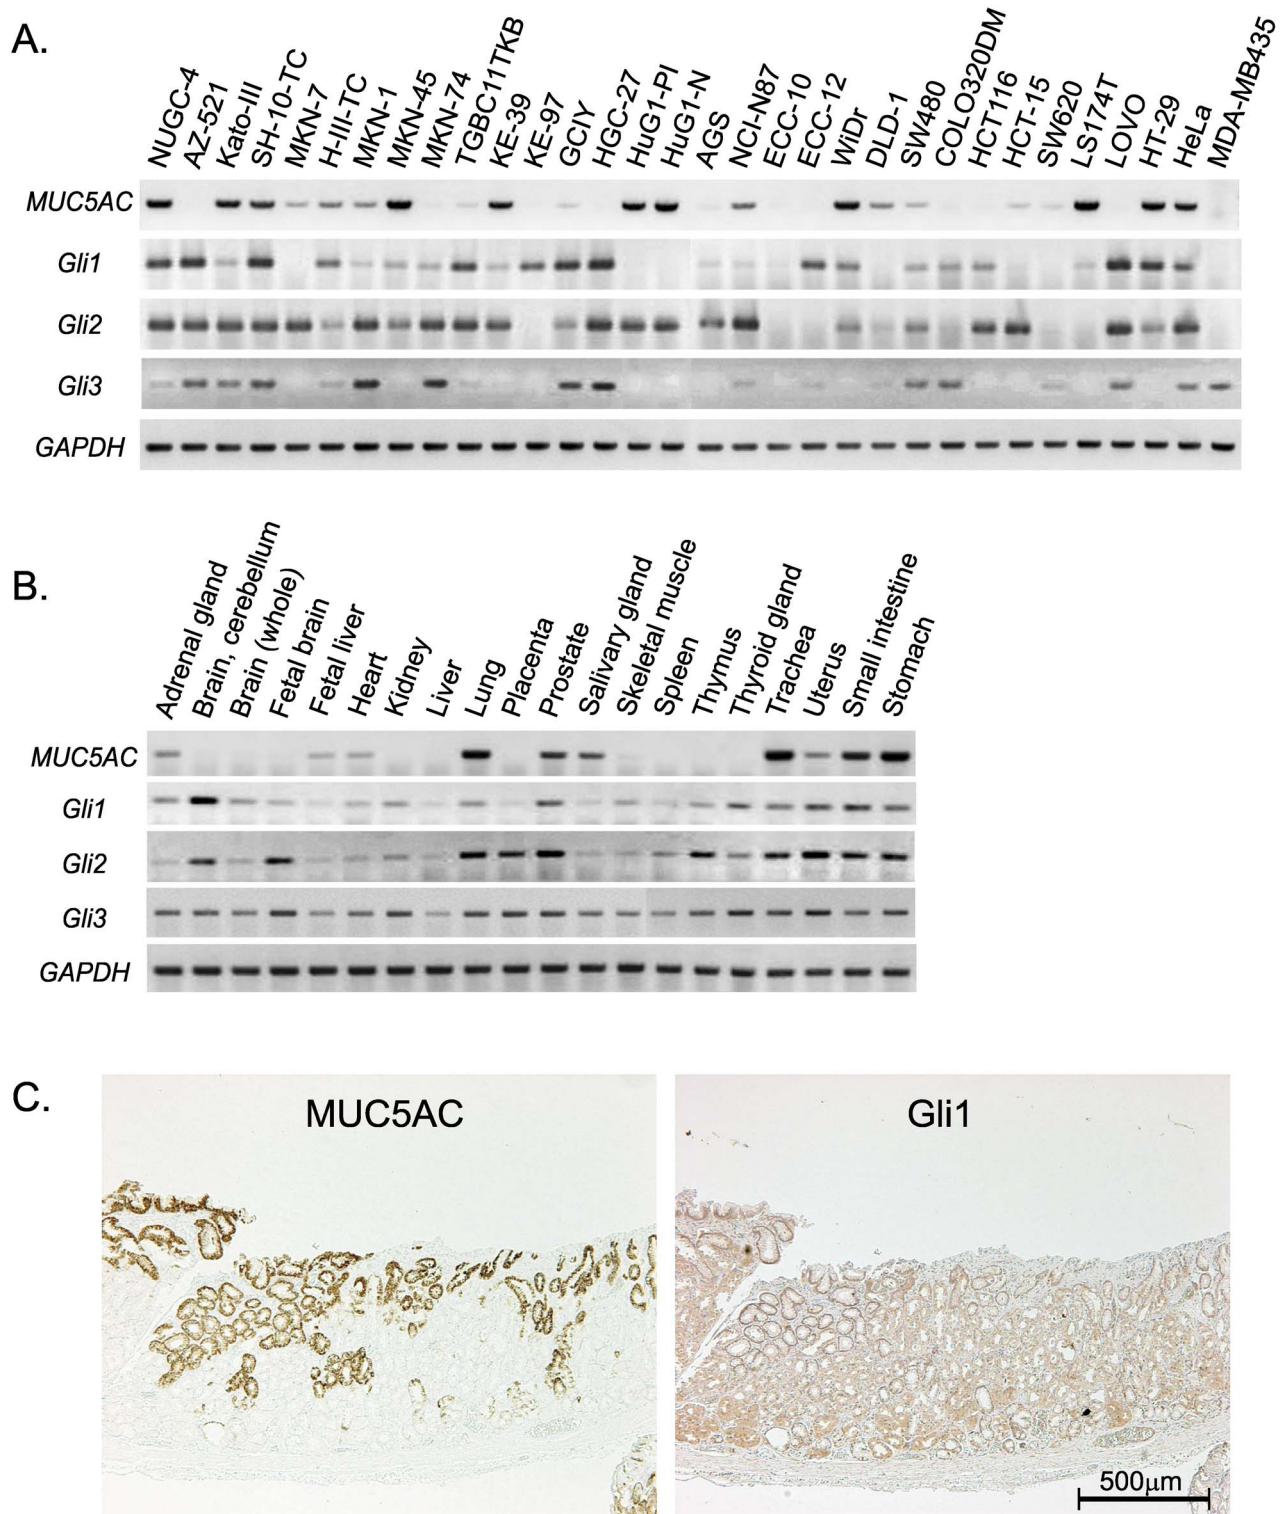 A.
NUGC-4
AZ-521
Kato-III
SH-10-TC
MKN-7
H-III-TC
MKN-1
MKN-45
MKN-74
TGBC11TKB
KE-39
KE-97
GCIY
HGC-27
HuG1-PI
HuG1-N
AGS
NCI-N87
ECC-10
ECC-12
WiDr
DLD-1
SW480
COLO320DM
HCT116
HCT-15
SW620
LS174T
LOVO
HT-29
HeLa
MDA-MB435
MUC5AC
Gli1
Gli2
Gli3
GAPDH
B.
Adrenal gland
Brain, cerebellum
Brain (whole)
Fetal brain
Fetal liver
Heart
Kidney
Liver
Lung
Placenta
Prostate
Salivary gland
Skeletal muscle
Spleen
Thymus
Thyroid gland
Trachea
Uterus
Small intestine
Stomach
MUC5AC
Gli1
Gli2
Gli3
GAPDH
C.
MUC5AC
Gli1
500μm